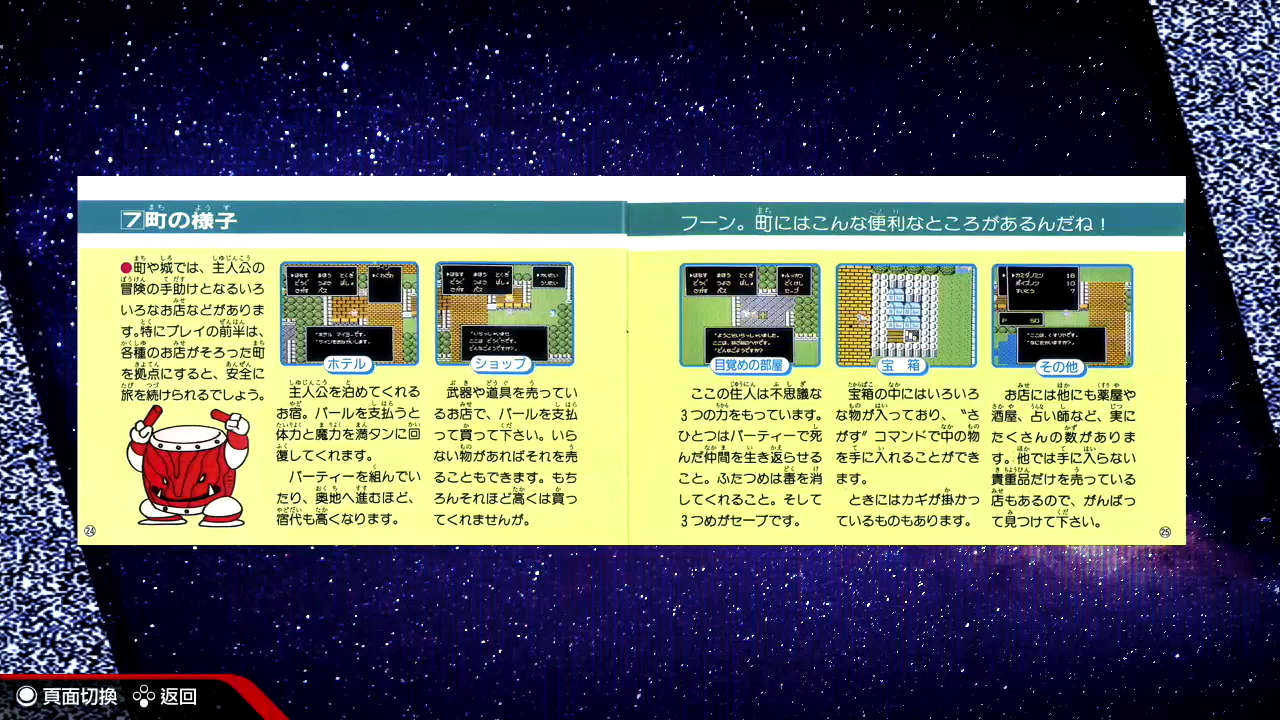 7町の様子
フーン。町にはこんな便利なところがあるんだね！
●町や城では、主人公の
冒険の手助けとなるいろ
いろなお店などがありま
す。特にプレイの前半は、
各種のお店がそろった町
を拠点にすると、安全に
旅を続けられるでしょう。
ホテル
主人公を泊めてくれる
お宿。パールを支払うと
体力と魔力を満タンに回
復してくれます。
パーティーを組んでい
たり、奥地へ進むほど、
宿代も高くなります。
ショップ
武器や道具を売ってい
るお店で、パールを支払
って買って下さい。いら
ない物があればそれを売
ることもできます。もち
ろんそれほど高くは買っ
てくれませんが。
目覚めの部屋
ここの住人は不思議な
3つの力をもっています。
ひとつはパーティーで死
んだ仲間を生き返らせる
こと。ふたつめは毒を消
してくれること。そして
3つめがセーブです。
宝箱
宝箱の中にはいろいろ
な物が入っており、〝さ
がす〟コマンドで中の物
を手に入れることができ
ます。
ときにはカギが掛かっ
ているものもあります。
その他
お店には他にも薬屋や
酒屋、占い師など、実に
たくさんの数がありま
す。他では手に入らない
貴重品だけを売っている
店もあるので、がんばっ
て見つけて下さい。
24
25
頁面切換 返回